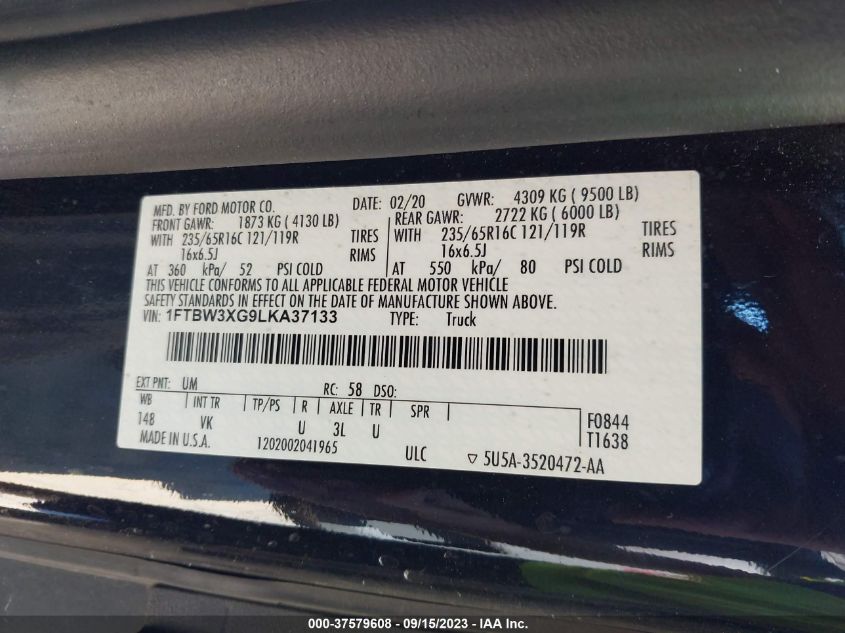 MFD. BY FORD MOTOR CO. DATE: 02/20 GVWR: 4309 KG ( 9500 LB)
FRONT GAWR: 1873 KG ( 4130 LB) REAR GAWR: 2722 KG ( 6000 LB)
WITH 235/65R16C 121/119R TIRES WITH 235/65R16C 121/119R TIRES
16x6.5J RIMS 16x6.5J RIMS
AT 360 kPa/ 52 PSI COLD AT 550 kPa/ 80 PSI COLD
THIS VEHICLE CONFORMS TO ALL APPLICABLE FEDERAL MOTOR VEHICLE
SAFETY STANDARDS IN EFFECT ON THE DATE OF MANUFACTURE SHOWN ABOVE.
VIN: 1FTBW3XG9LKA37133 TYPE: Truck
EXT PNT: UM RC: 58 DSO:
WB INT TR TP/PS R AXLE TR SPR
148 VK U 3L U
F0844
T1638
MADE IN U.S.A. 1202002041965 ULC 5U5A-3520472-AA
000-37579608 - 09/15/2023 - IAA Inc.